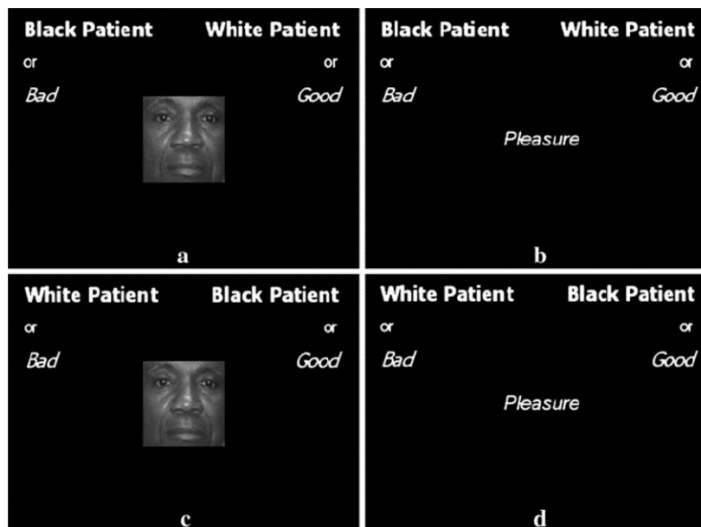 Black Patient White Patient
or or
Bad Good
a
Black Patient White Patient
or or
Bad Good
Pleasure
b
White Patient Black Patient
or or
Bad Good
c
White Patient Black Patient
or or
Bad Good
Pleasure
d